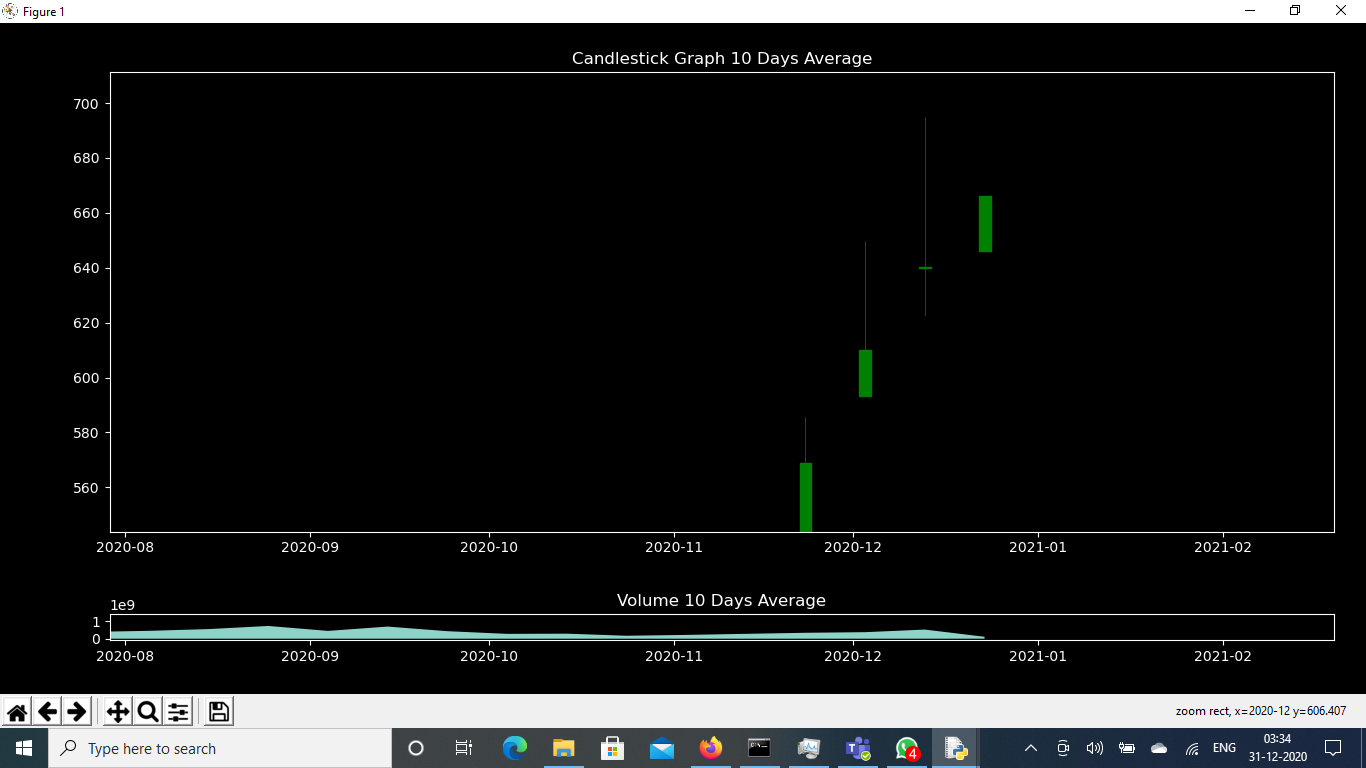 Figure 1
Candlestick Graph 10 Days Average
700
680
660
640
620
600
580
560
2020-08 2020-09 2020-10 2020-11 2020-12 2021-01 2021-02
Volume 10 Days Average
1e9
1
0
2020-08 2020-09 2020-10 2020-11 2020-12 2021-01 2021-02
zoom rect, x=2020-12 y=606.407
Type here to search
4
ENG
03:34
31-12-2020